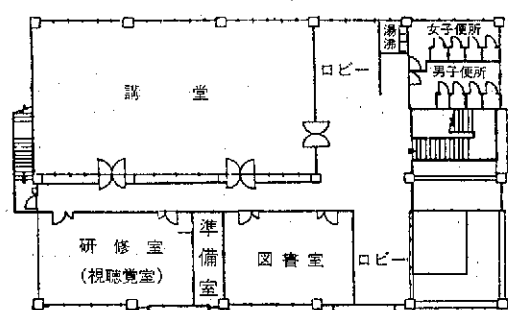 女子便所
湯沸
ロビー
男子便所
講堂
研修室
(視聴覚室)
準備室
図書室
ロビー